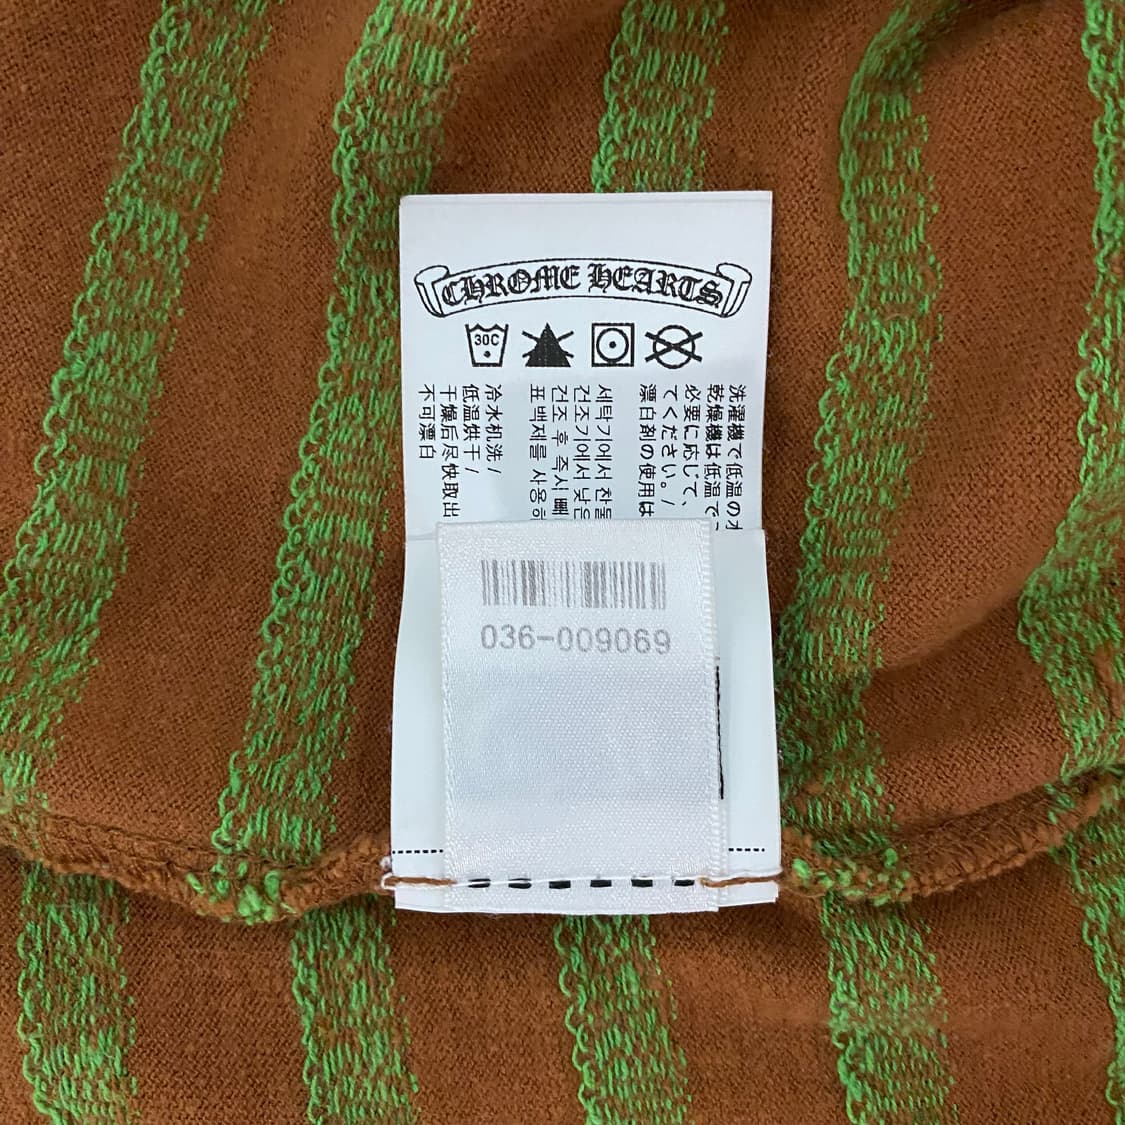 CHROME HEARTS
30C
洗濯機で低温の水
乾燥機は低温で
必要に応じて、
てください。/
漂白剤の使用は
세탁기에서 찬물
건조기에서 낮은
건조 후 즉시 빼
표백제를 사용하
冷水机洗/
低温烘干/
干燥后尽快取出
不可漂白
036-009069